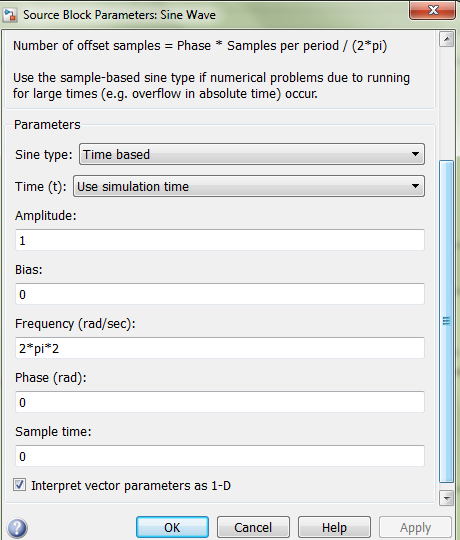 Source Block Parameters: Sine Wave
Number of offset samples = Phase * Samples per period / (2*pi)
Use the sample-based sine type if numerical problems due to running
for large times (e.g. overflow in absolute time) occur.
Parameters
Sine type: Time based
Time (t): Use simulation time
Amplitude:
1
Bias:
0
Frequency (rad/sec):
2*pi*2
Phase (rad):
0
Sample time:
0
Interpret vector parameters as 1-D
? OK Cancel Help Apply